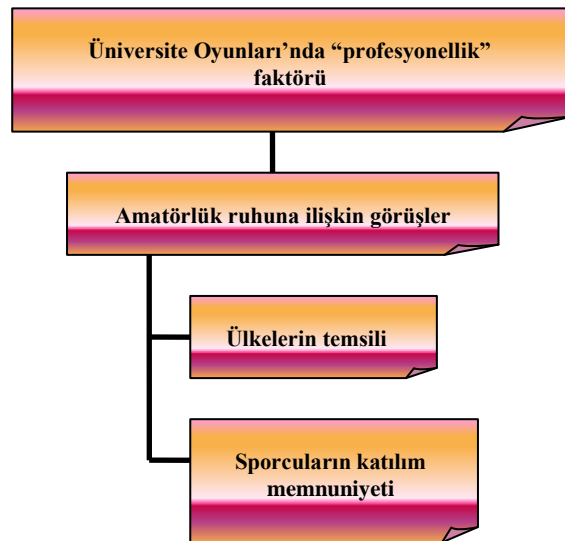 Üniversite Oyunları’nda “profesyonellik”
faktörü
Amatörlük ruhuna ilişkin görüşler
Ülkelerin temsili
Sporcuların katılım
memnuniyeti